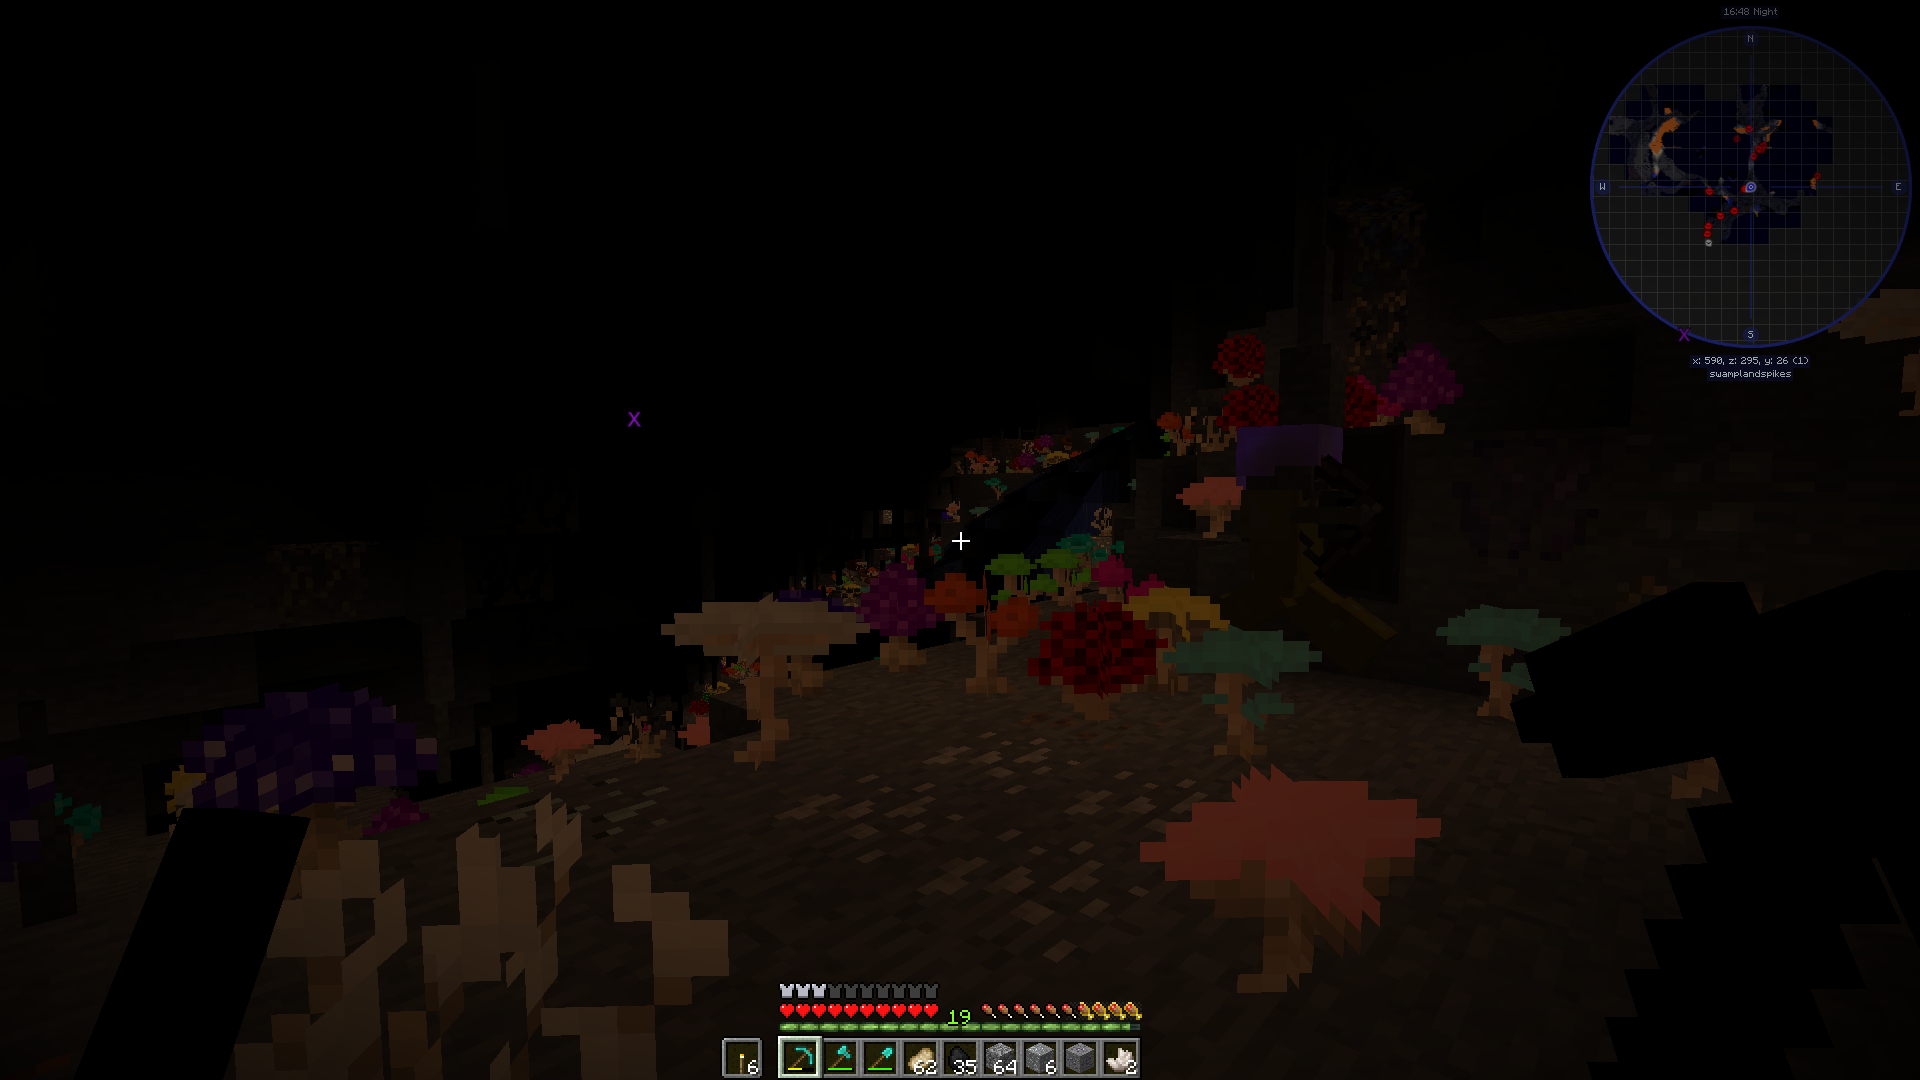 16:48 Night
N
W
E
X
S
x: 590, z: 295, y: 26 (1)
swamplandspikes
X
19
6
62
35
64
6
2